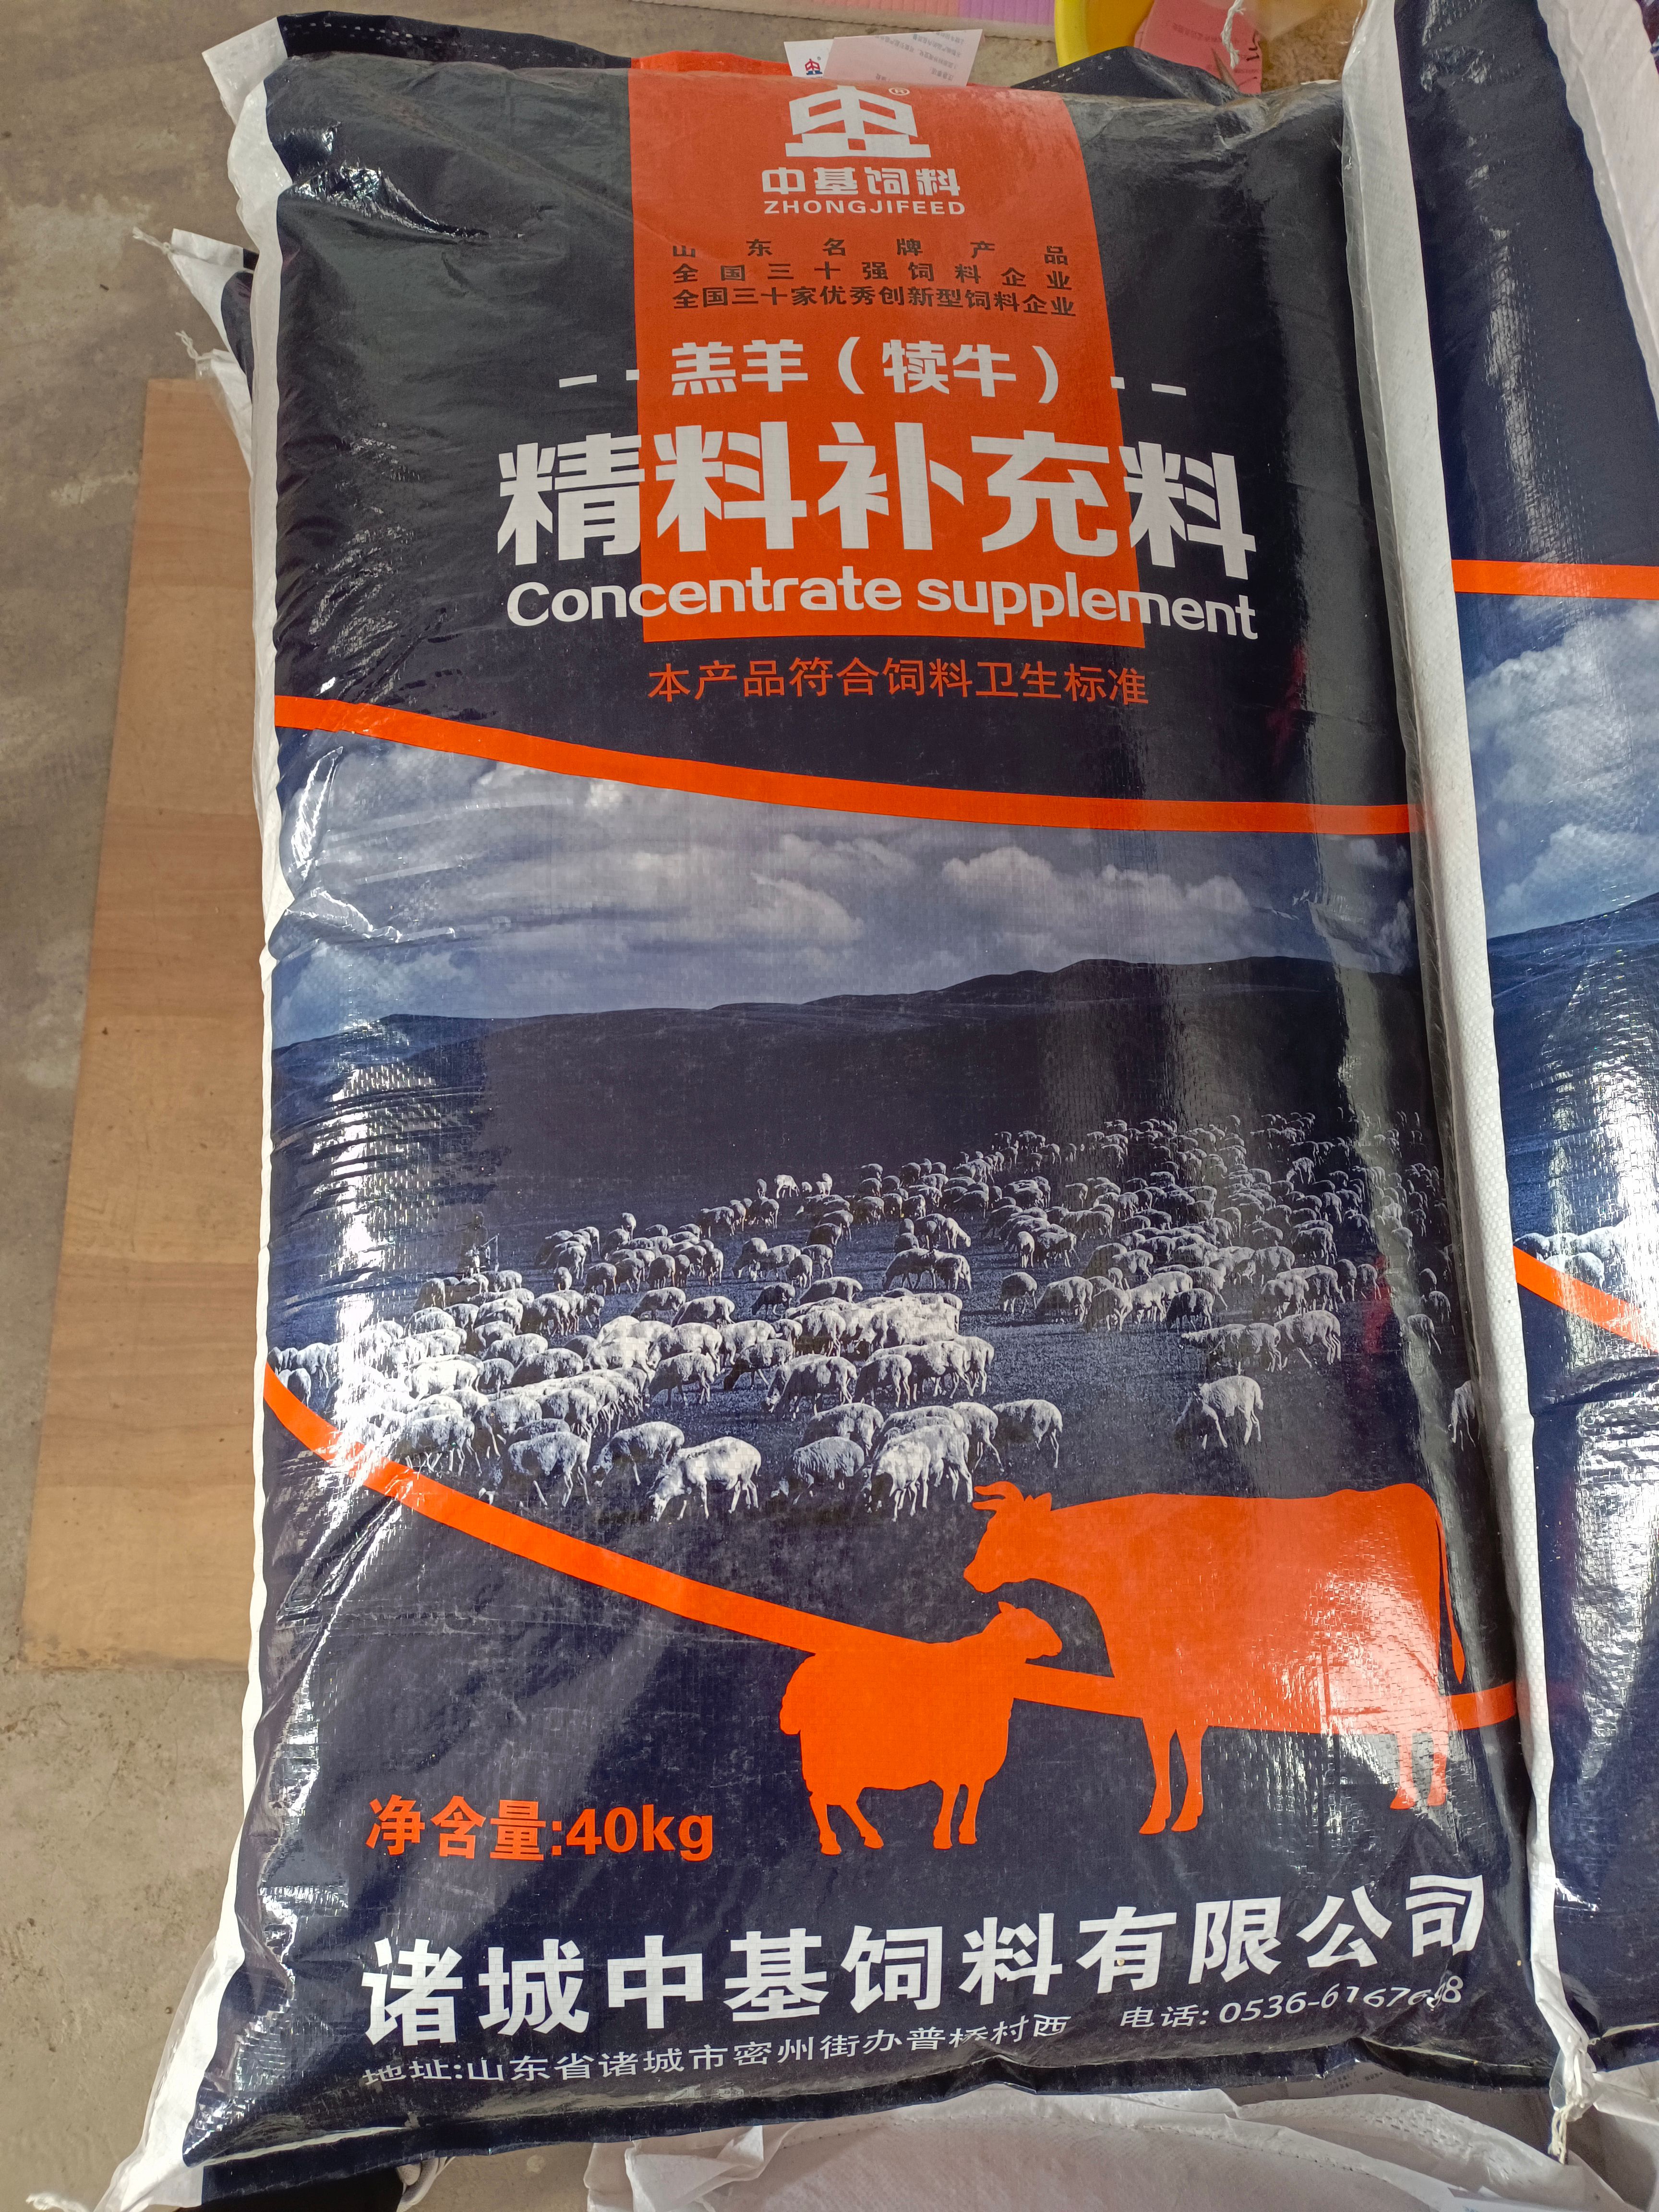 中基饲料
ZHONGJIFEED
山东名牌产品
全国三十强饲料企业
全国三十家优秀创新型饲料企业
羔羊(犊牛)
精料补充料
Concentrate supplement
本产品符合饲料卫生标准
净含量:40kg
诸城中基饲料有限公司
地址:山东省诸城市密州街办普桥村西 电话: